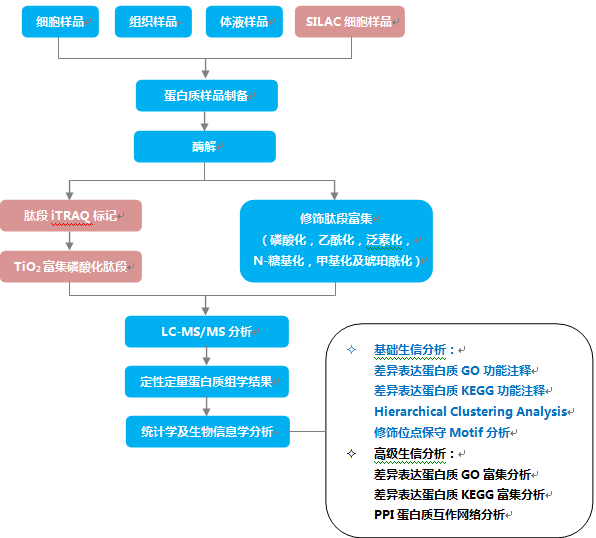 细胞样品
组织样品
体液样品
SILAC 细胞样品
蛋白质样品制备
酶解
肽段 iTRAQ 标记
TiO₂ 富集磷酸化肽段
修饰肽段富集
（磷酸化，乙酰化，泛素化，
N-糖基化，甲基化及琥珀酰化）
LC-MS/MS 分析
定性定量蛋白质组学结果
统计学及生物信息学分析
基础生信分析：
差异表达蛋白质 GO 功能注释
差异表达蛋白质 KEGG 功能注释
Hierarchical Clustering Analysis
修饰位点保守 Motif 分析
高级生信分析：
差异表达蛋白质 GO 富集分析
差异表达蛋白质 KEGG 富集分析
PPI 蛋白质互作网络分析